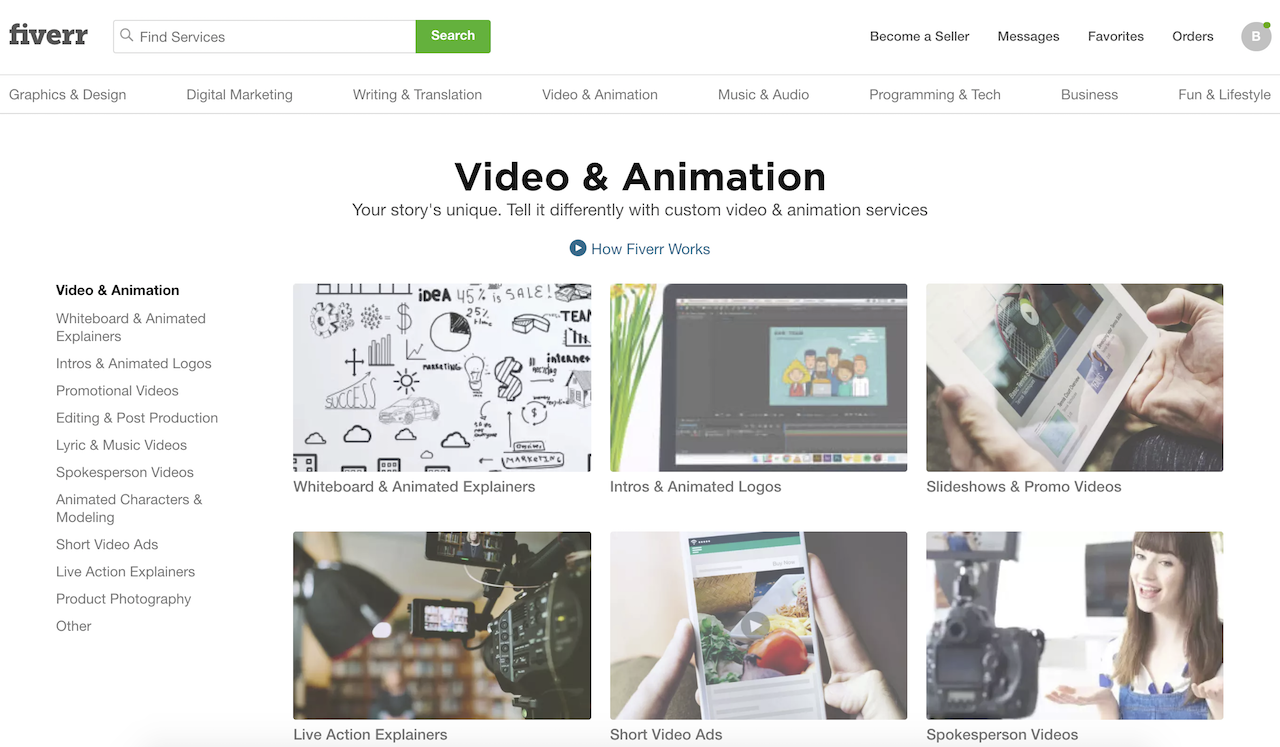 fiverr
Find Services
Search
Become a Seller
Messages
Favorites
Orders
B
Graphics & Design
Digital Marketing
Writing & Translation
Video & Animation
Music & Audio
Programming & Tech
Business
Fun & Lifestyle
Video & Animation
Your story's unique. Tell it differently with custom video & animation services
How Fiverr Works
Video & Animation
Whiteboard & Animated
Explainers
Intros & Animated Logos
Promotional Videos
Editing & Post Production
Lyric & Music Videos
Spokesperson Videos
Animated Characters &
Modeling
Short Video Ads
Live Action Explainers
Product Photography
Other
iDEA 45% is SALE!
25%
time
TEAM
MARKETING
internet
SUCCESS
MARKETING
Whiteboard & Animated Explainers
Intros & Animated Logos
Slideshows & Promo Videos
Buy Now
Live Action Explainers
Short Video Ads
Spokesperson Videos